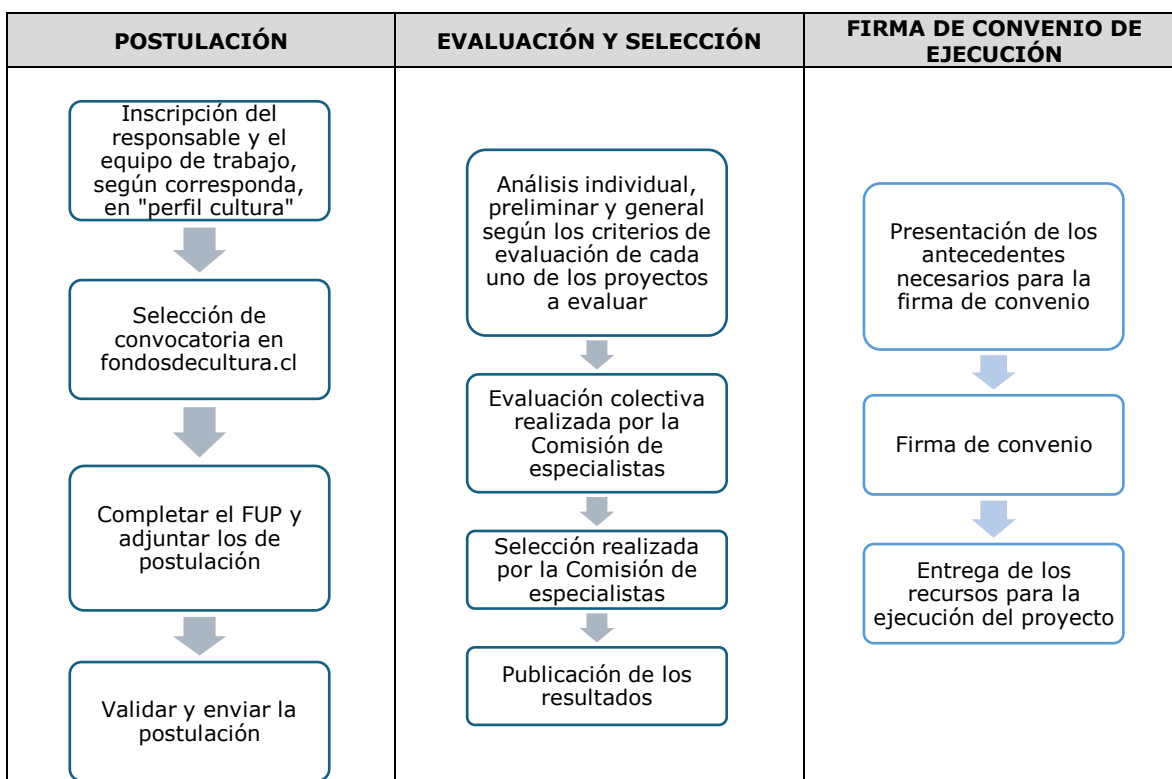 POSTULACIÓN
Inscripción del
responsable y el
equipo de trabajo,
según corresponda,
en "perfil cultura"
Selección de
convocatoria en
fondosdecultura.cl
Completar el FUP y
adjuntar los de
postulación
Validar y enviar la
postulación
EVALUACIÓN Y SELECCIÓN
Análisis individual,
preliminar y general
según los criterios de
evaluación de cada
uno de los proyectos
a evaluar
Evaluación colectiva
realizada por la
Comisión de
especialistas
Selección realizada
por la Comisión de
especialistas
Publicación de los
resultados
FIRMA DE CONVENIO DE
EJECUCIÓN
Presentación de los
antecedentes
necesarios para la
firma de convenio
Firma de convenio
Entrega de los
recursos para la
ejecución del proyecto